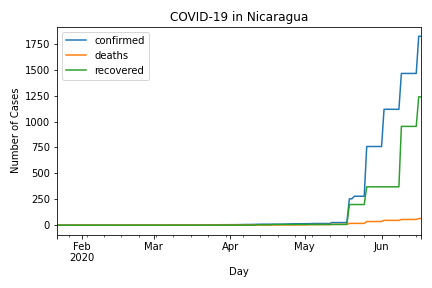 COVID-19 in Nicaragua
confirmed
deaths
recovered
1750
1500
1250
1000
750
500
250
0
Number of Cases
Feb
2020
Mar
Apr
May
Jun
Day